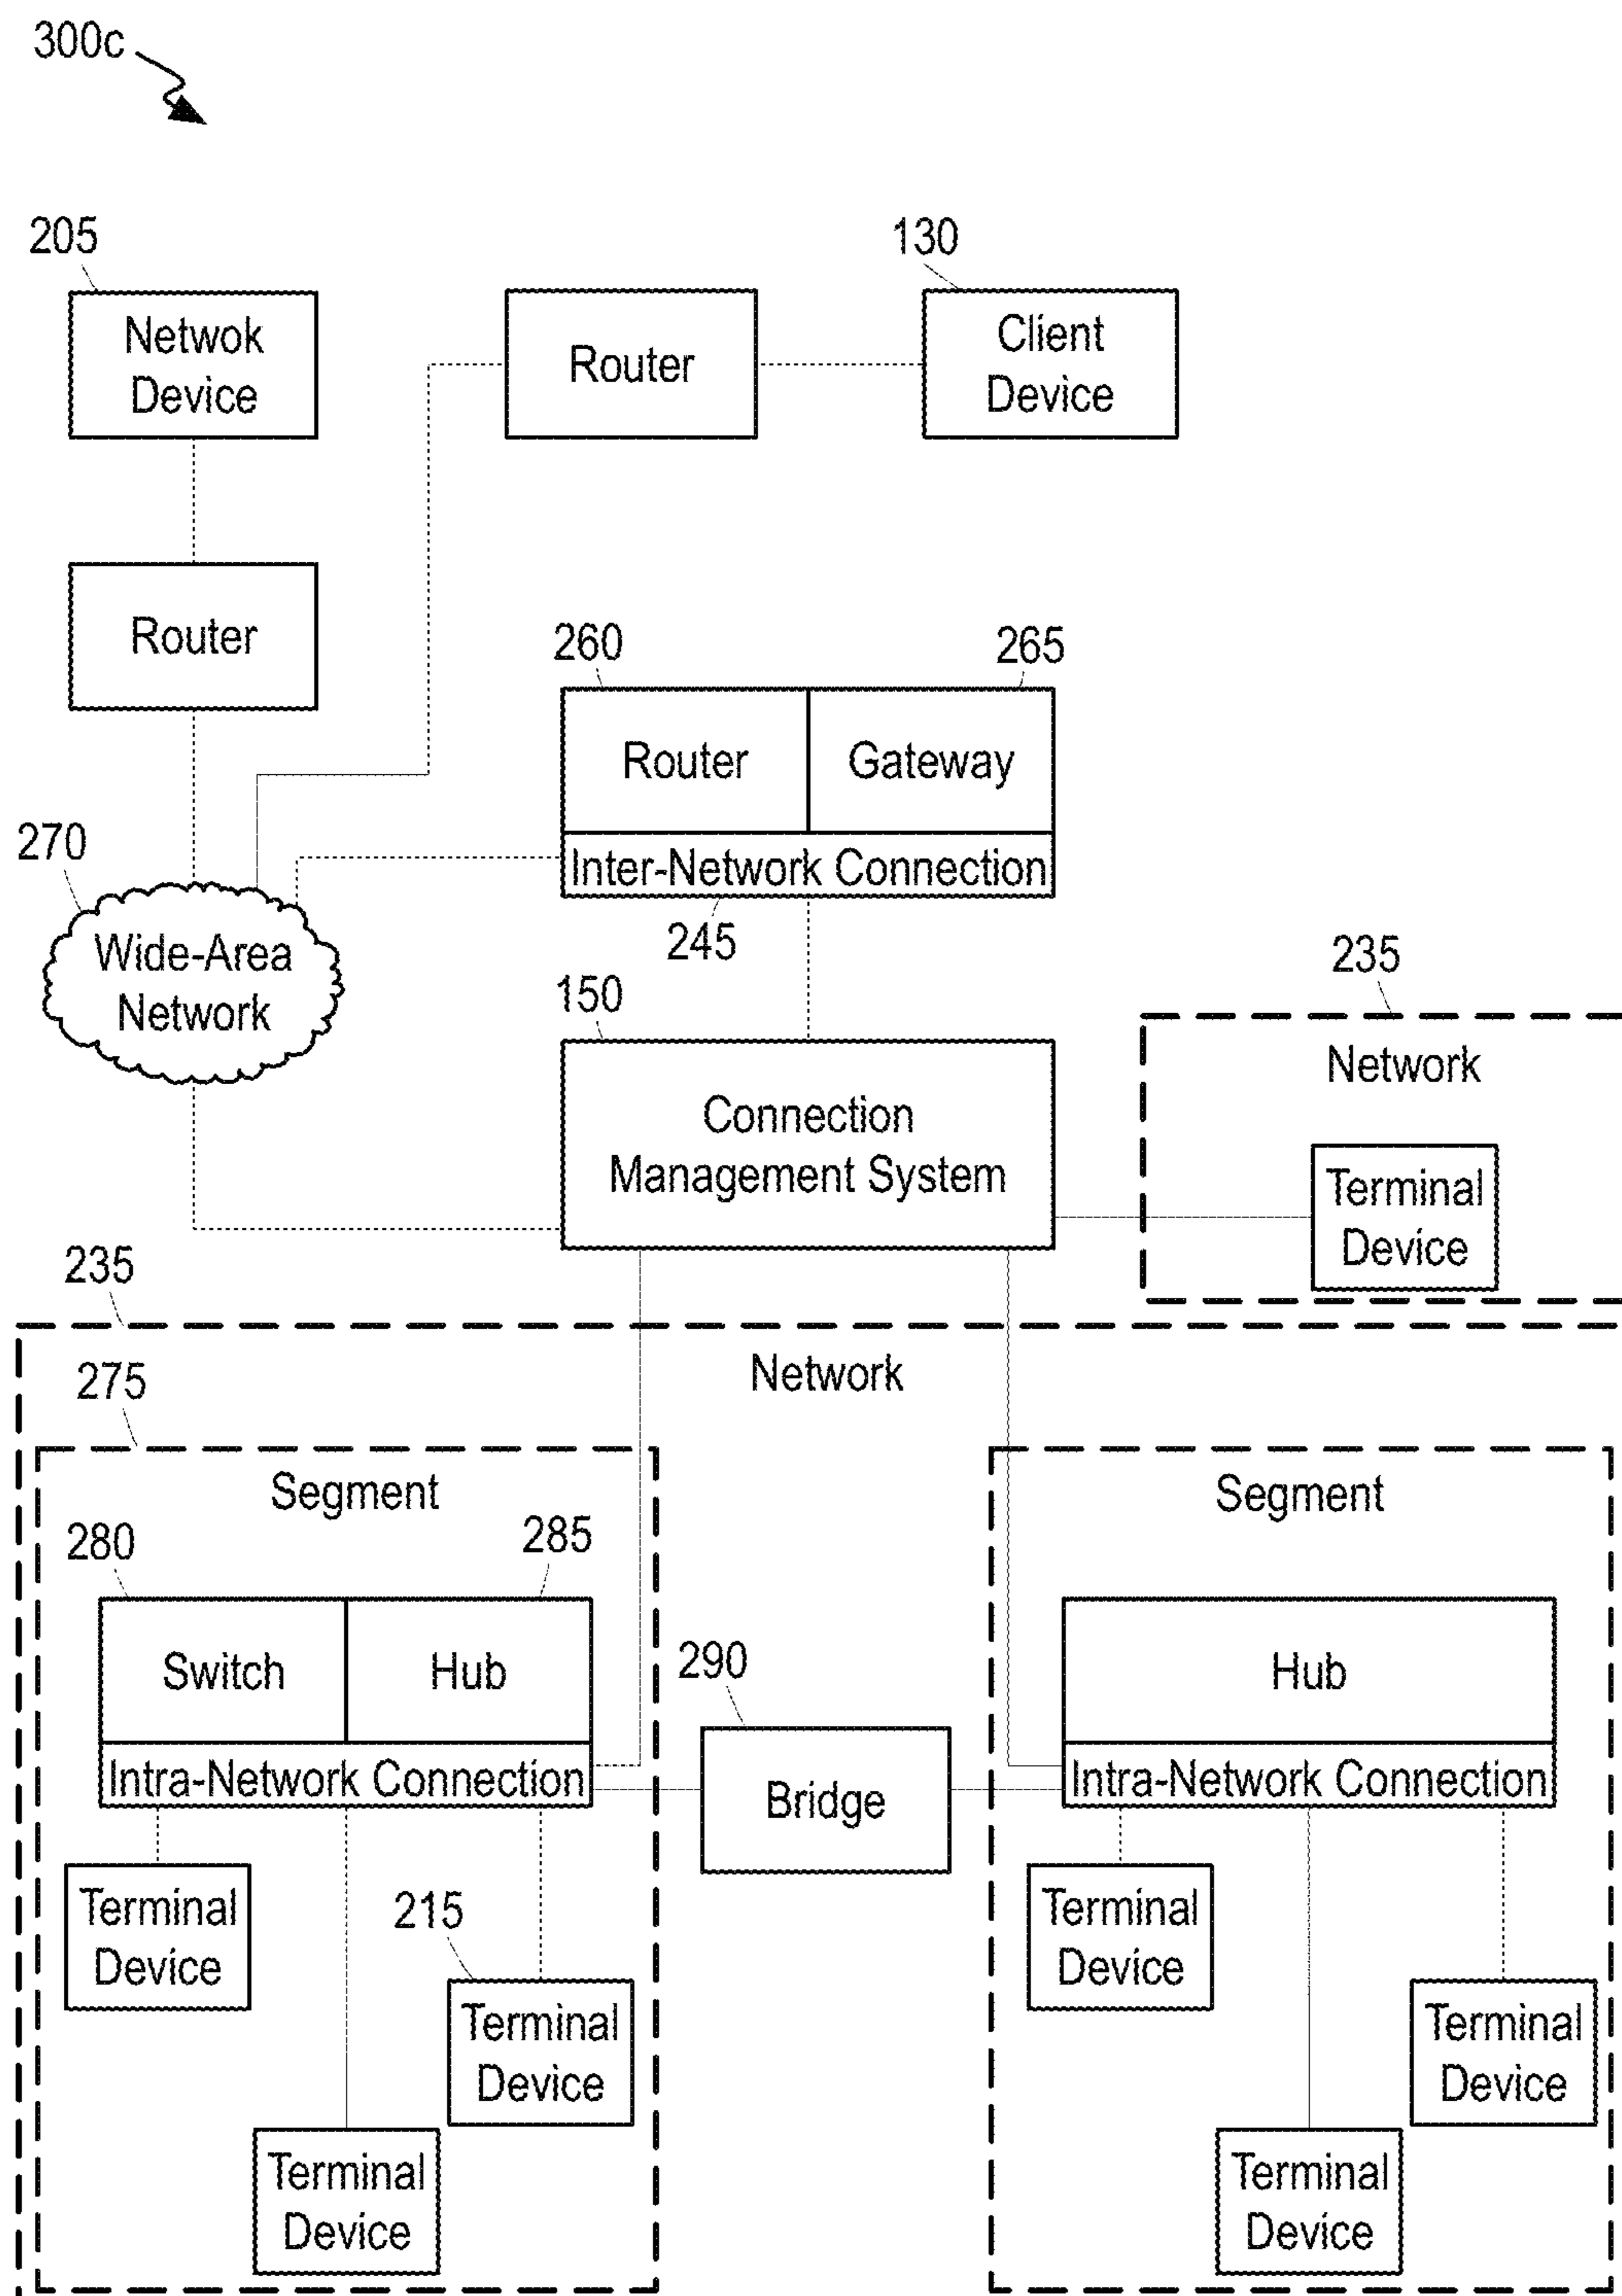 300c
205
130
Netwok
Device
Router
Client
Device
Router
260
265
Router
Gateway
270
Inter-Network Connection
245
Wide-Area
Network
150
235
Network
Connection
Management System
Terminal
Device
235
Network
275
Segment
Segment
280
285
Switch
Hub
290
Hub
Intra-Network Connection
Bridge
Intra-Network Connection
Terminal
Device
215
Terminal
Device
Terminal
Device
Terminal
Device
Terminal
Device
Terminal
Device